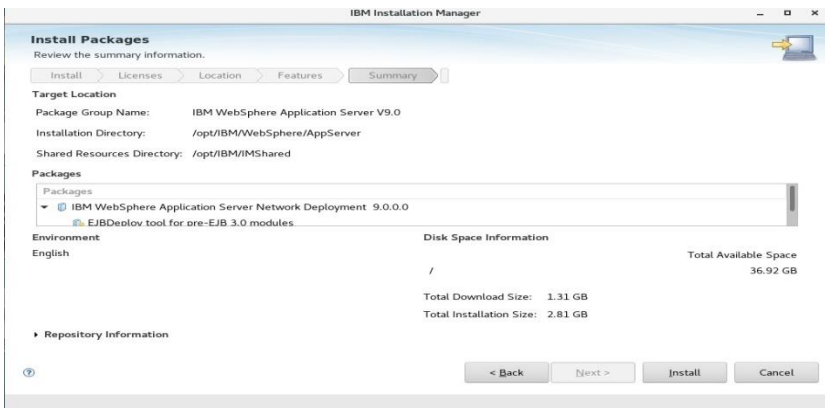 IBM Installation Manager
Install Packages
Review the summary information.
Install
Licenses
Location
Features
Summary
Target Location
Package Group Name: IBM WebSphere Application Server V9.0
Installation Directory: /opt/IBM/WebSphere/AppServer
Shared Resources Directory: /opt/IBM/IMShared
Packages
Packages
IBM WebSphere Application Server Network Deployment 9.0.0.0
EJBDeploy tool for pre-EJB 3.0 modules
Environment
English
Disk Space Information
Total Available Space
/ 36.92 GB
Total Download Size: 1.31 GB
Total Installation Size: 2.81 GB
Repository Information
?
< Back
Next >
Install
Cancel